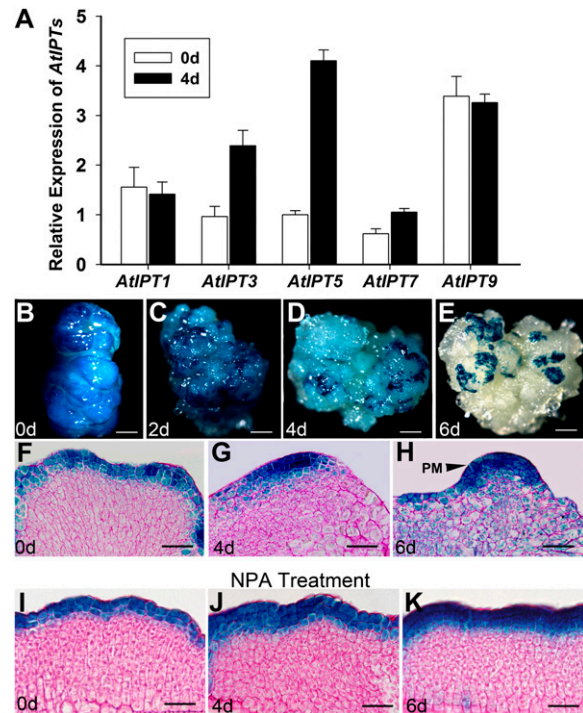 A
Relative Expression of AtIPTs
5
4
3
2
1
0
0d
4d
AtIPT1 AtIPT3 AtIPT5 AtIPT7 AtIPT9
B C D E
0d 2d 4d 6d
F G H
PM
0d 4d 6d
NPA Treatment
I J K
0d 4d 6d